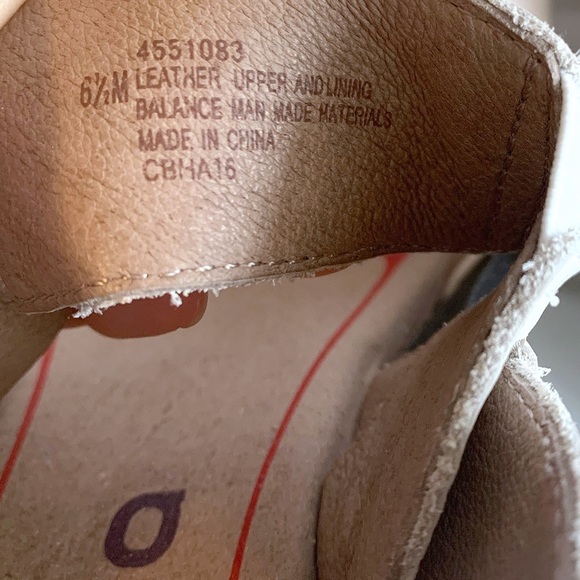 4551083
6½M LEATHER UPPER AND LINING
BALANCE MAN MADE MATERIALS
MADE IN CHINA
CBHA16